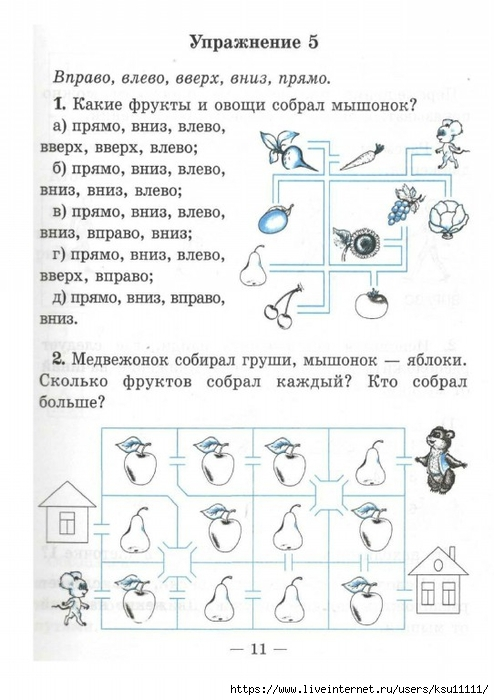 Упражнение 5
Вправо, влево, вверх, вниз, прямо.
1. Какие фрукты и овощи собрал мышонок?
а) прямо, вниз, влево,
вверх, вверх, влево;
б) прямо, вниз, влево,
вниз, вниз, влево;
в) прямо, вниз, влево,
вниз, вправо, вниз;
г) прямо, вниз, влево,
вверх, вправо;
д) прямо, вниз, вправо,
вниз.
2. Медвежонок собирал груши, мышонок — яблоки.
Сколько фруктов собрал каждый? Кто собрал
больше?
— 11 —
https://www.liveinternet.ru/users/ksu11111/